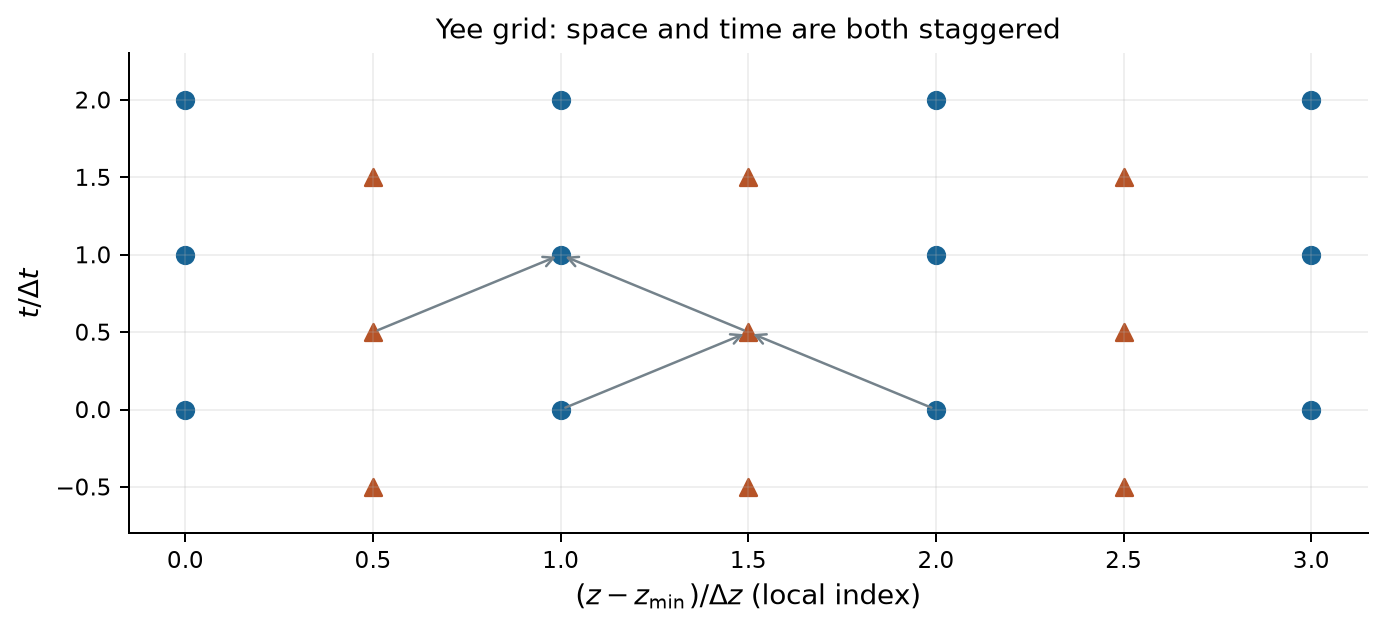 Yee grid: space and time are both staggered
t/Δt
2.0
1.5
1.0
0.5
0.0
−0.5
0.0 0.5 1.0 1.5 2.0 2.5 3.0
(z − z_min)/Δz (local index)